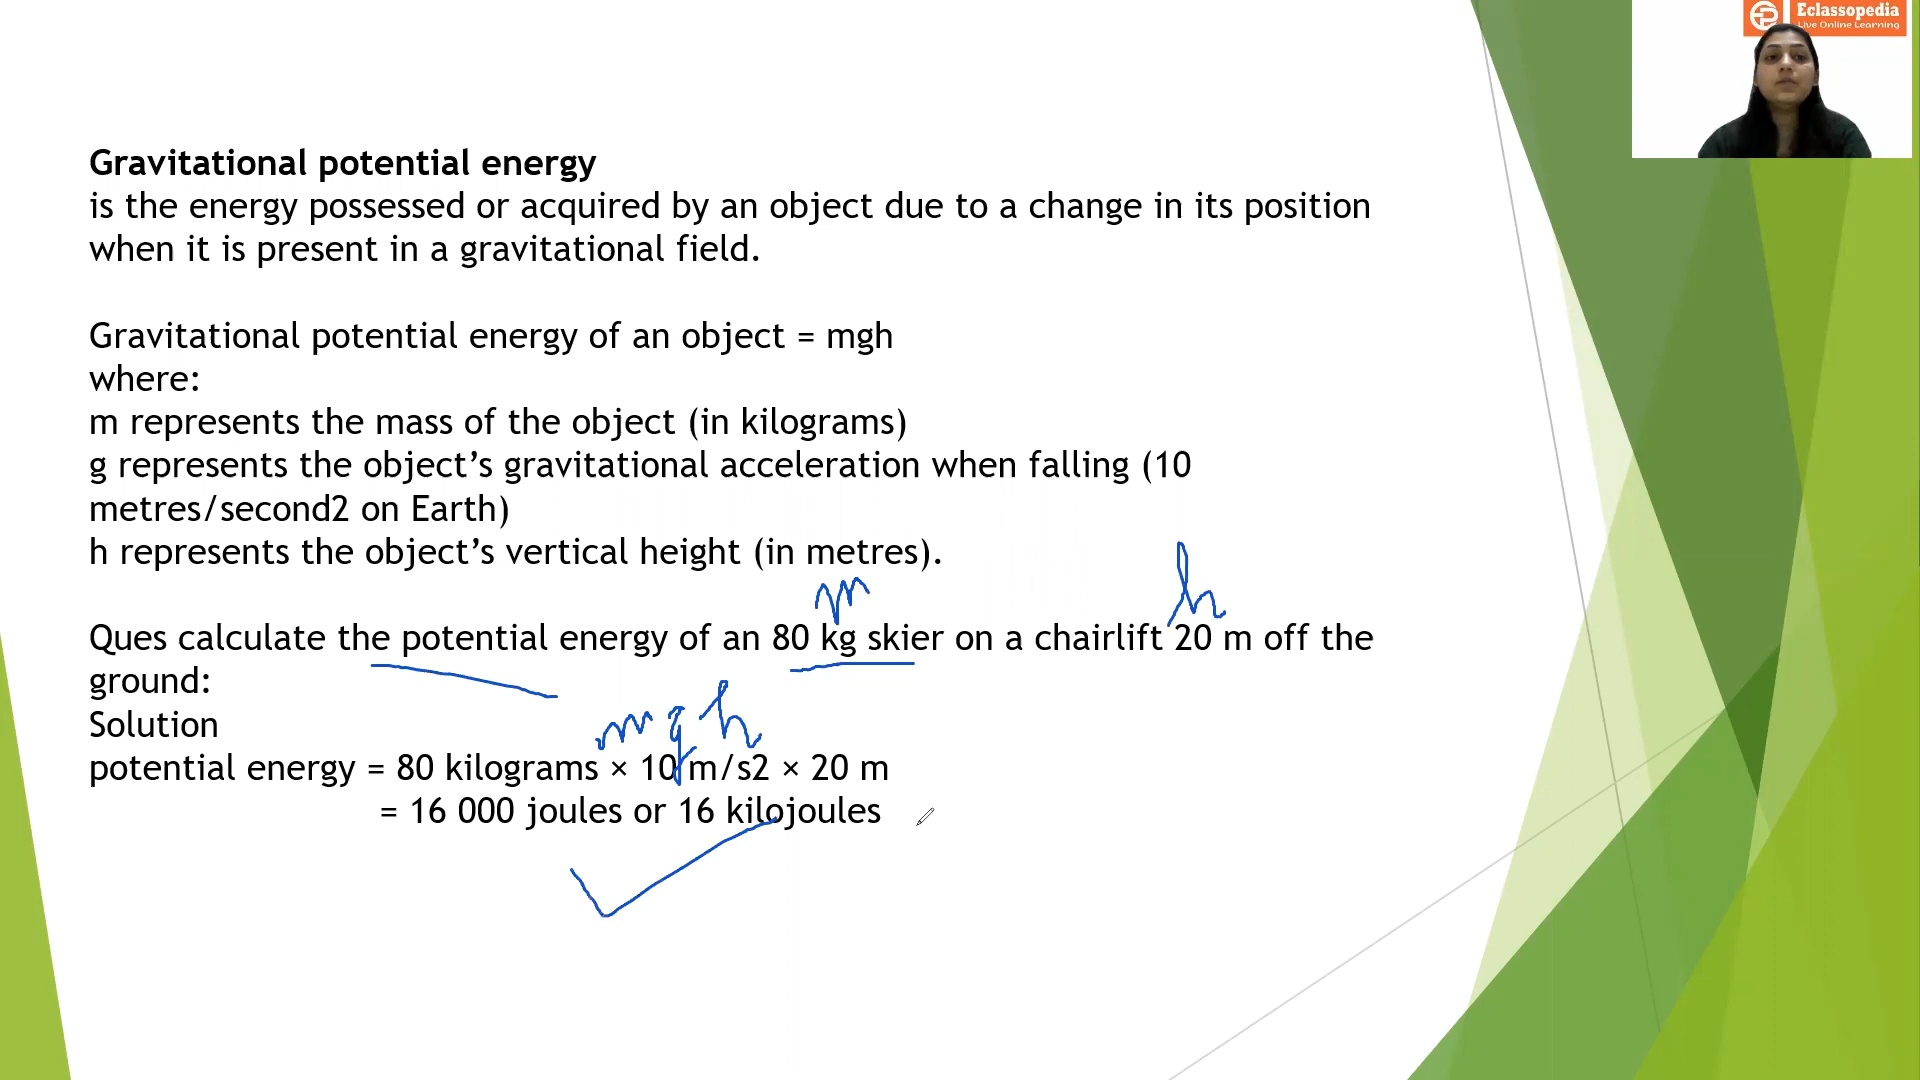 Eclassopedia
Live Online Learning
Gravitational potential energy
is the energy possessed or acquired by an object due to a change in its position
when it is present in a gravitational field.
Gravitational potential energy of an object = mgh
where:
m represents the mass of the object (in kilograms)
g represents the object’s gravitational acceleration when falling (10
metres/second2 on Earth)
h represents the object’s vertical height (in metres).
m h
Ques calculate the potential energy of an 80 kg skier on a chairlift 20 m off the
ground:
Solution
m g h
potential energy = 80 kilograms × 10 m/s2 × 20 m
= 16 000 joules or 16 kilojoules